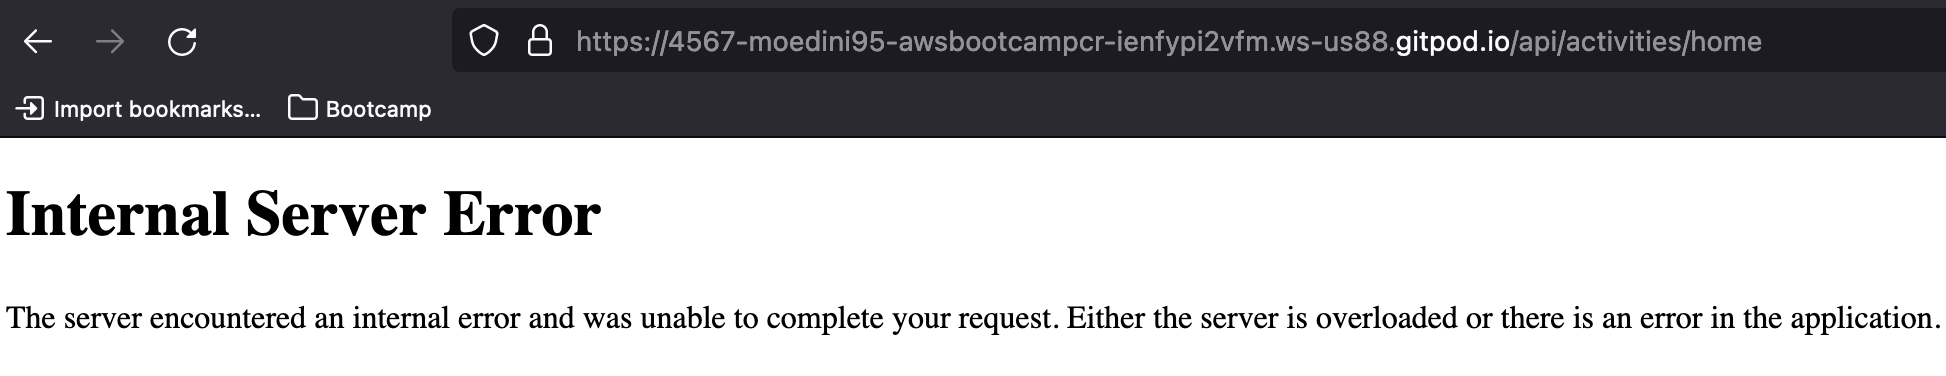 https://4567-moedini95-awsbootcampcr-ienfypi2vfm.ws-us88.gitpod.io/api/activities/home
Import bookmarks... Bootcamp
Internal Server Error
The server encountered an internal error and was unable to complete your request. Either the server is overloaded or there is an error in the application.